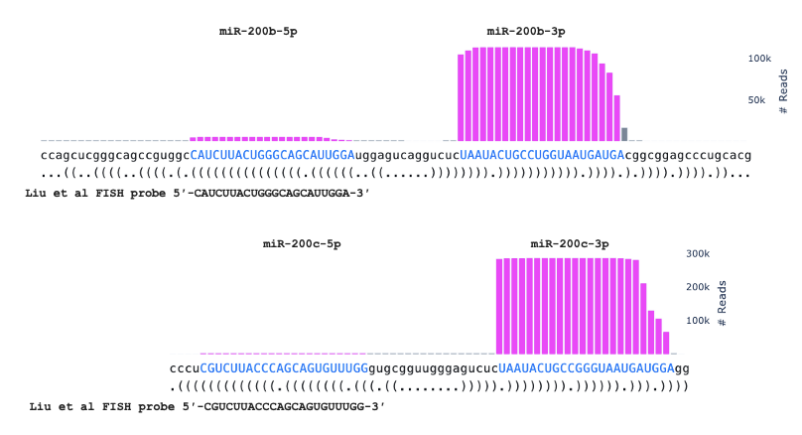 miR-200b-5p miR-200b-3p
100k
50k
# Reads
ccagcucgggcagccguggcCAUCUUACUGGGCAGCAUUGGAuggagucaggucucUAAUACUGCCUGGUAAUGAUGAcggcggagcccugcacg
...((..((((..((((.(.(((((((((((((((.((((((..((......)))))))).))))))))))).)))).).)))).)))).))...
Liu et al FISH probe 5’-CAUCUUACUGGGCAGCAUUGGA-3’
miR-200c-5p miR-200c-3p
300k
200k
100k
# Reads
cccuCGUCUUACCCAGCAGUGUUUGGgugcgguugggagucucUAAUACUGCCGGGUAAUGAUGGAgg
.(((((((((((((.((((((((.(((.((........))))).)))))))).)))))).))).))))
Liu et al FISH probe 5’-CGUCUUACCCAGCAGUGUUUGG-3’